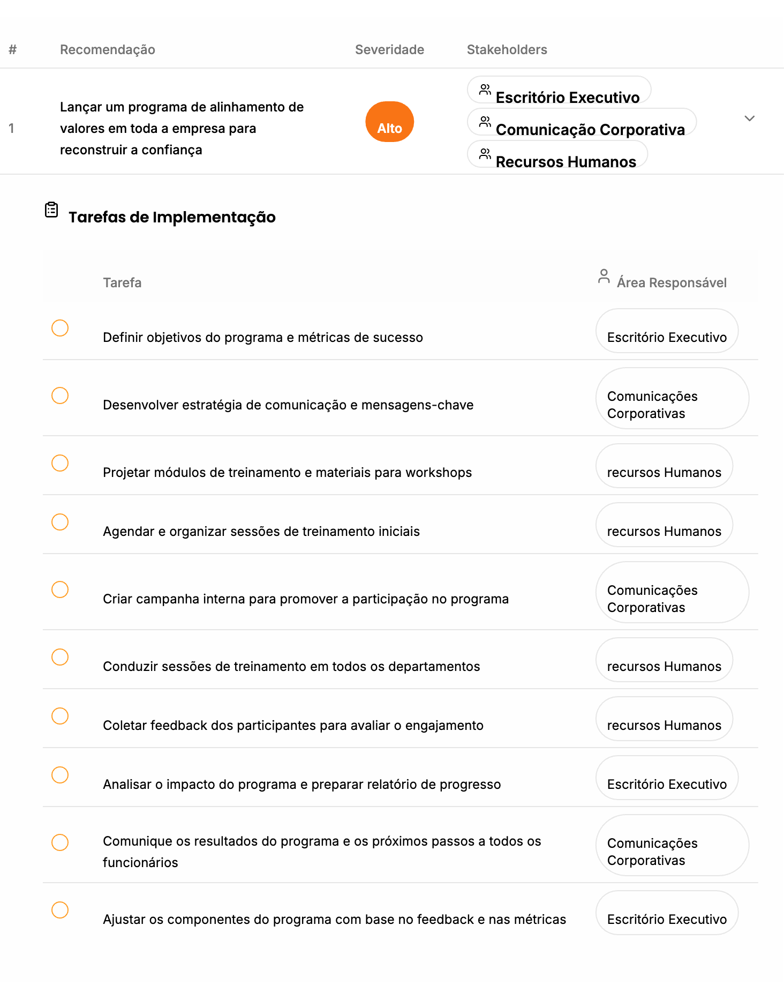 # Recomendação Severidade Stakeholders
1
Lançar um programa de alinhamento de
valores em toda a empresa para
reconstruir a confiança
Alto
Escritório Executivo
Comunicação Corporativa
Recursos Humanos
Tarefas de Implementação
Tarefa Área Responsável
Definir objetivos do programa e métricas de sucesso
Escritório Executivo
Desenvolver estratégia de comunicação e mensagens-chave
Comunicações
Corporativas
Projetar módulos de treinamento e materiais para workshops
recursos Humanos
Agendar e organizar sessões de treinamento iniciais
recursos Humanos
Criar campanha interna para promover a participação no programa
Comunicações
Corporativas
Conduzir sessões de treinamento em todos os departamentos
recursos Humanos
Coletar feedback dos participantes para avaliar o engajamento
recursos Humanos
Analisar o impacto do programa e preparar relatório de progresso
Escritório Executivo
Comunique os resultados do programa e os próximos passos a todos os
funcionários
Comunicações
Corporativas
Ajustar os componentes do programa com base no feedback e nas métricas
Escritório Executivo